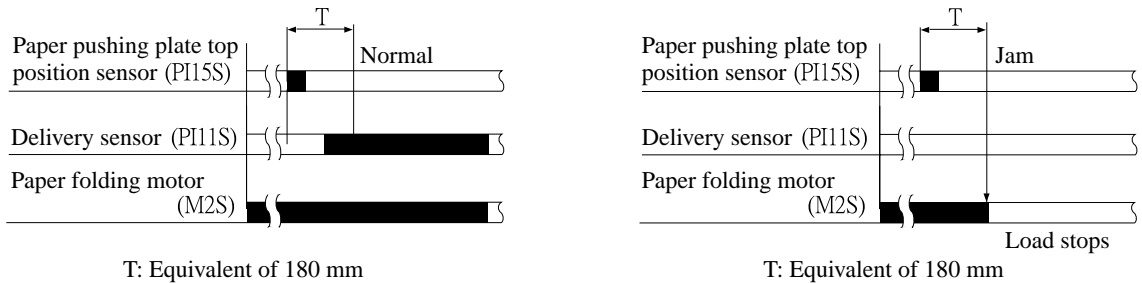 T
Paper pushing plate top
position sensor (PI15S)
Normal
Delivery sensor (PI11S)
Paper folding motor
(M2S)
T: Equivalent of 180 mm
T
Paper pushing plate top
position sensor (PI15S)
Jam
Delivery sensor (PI11S)
Paper folding motor
(M2S)
Load stops
T: Equivalent of 180 mm